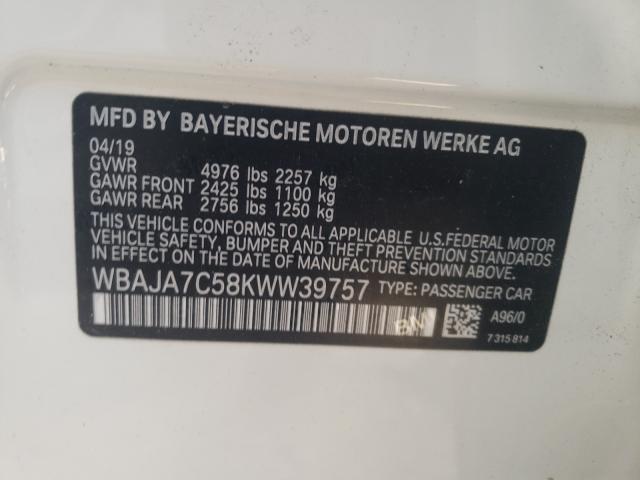 MFD BY BAYERISCHE MOTOREN WERKE AG
04/19
GVWR 4976 lbs 2257 kg
GAWR FRONT 2425 lbs 1100 kg
GAWR REAR 2756 lbs 1250 kg
THIS VEHICLE CONFORMS TO ALL APPLICABLE U.S.FEDERAL MOTOR
VEHICLE SAFETY, BUMPER AND THEFT PREVENTION STANDARDS
IN EFFECT ON THE DATE OF MANUFACTURE SHOWN ABOVE.
WBAJA7C58KWW39757 TYPE: PASSENGER CAR
A96/0
7315814